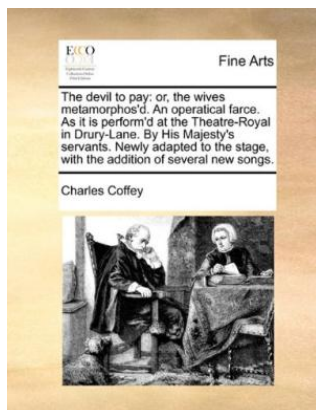 ECCO
Fine Arts
The devil to pay: or, the wives
metamorphos'd. An operatical farce.
As it is perform'd at the Theatre-Royal
in Drury-Lane. By His Majesty's
servants. Newly adapted to the stage,
with the addition of several new songs.
Charles Coffey